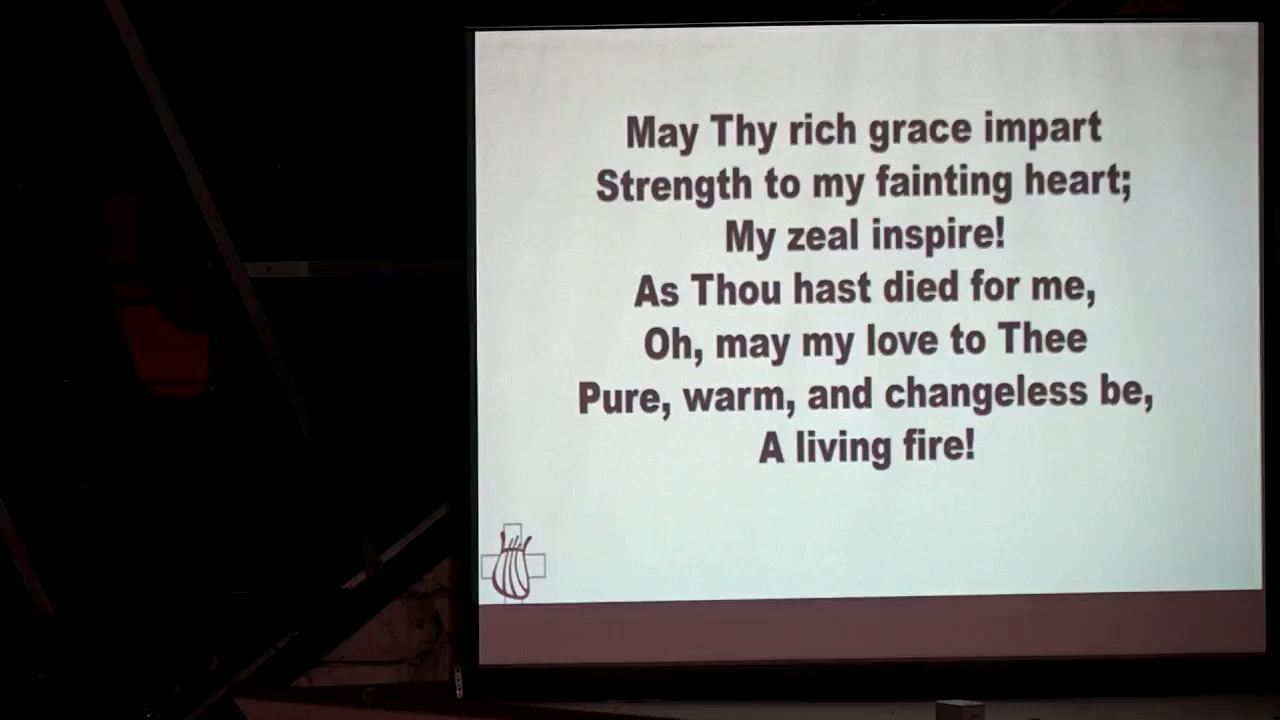 May Thy rich grace impart
Strength to my fainting heart;
My zeal inspire!
As Thou hast died for me,
Oh, may my love to Thee
Pure, warm, and changeless be,
A living fire!